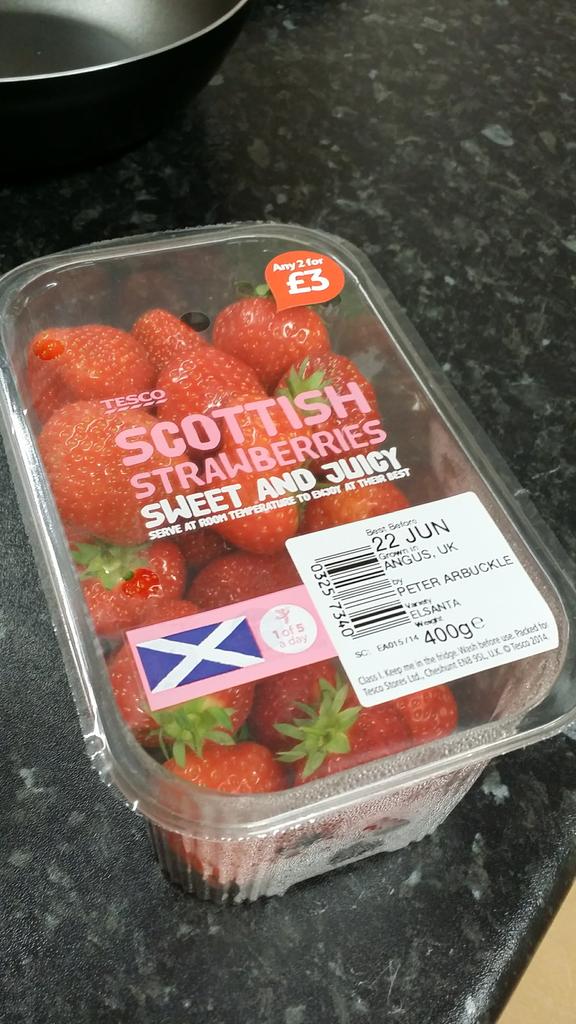 Any 2 for
£3
TESCO
SCOTTISH
STRAWBERRIES
SWEET AND JUICY
SERVE AT ROOM TEMPERATURE TO ENJOY AT THEIR BEST
Best Before
22 JUN
Grown in
ANGUS, UK
by
PETER ARBUCKLE
Variety
ELSANTA
Weight
400g℮
0325 7340
SC: EA015/14
Class I. Keep me in the fridge. Wash before use. Packed for
Tesco Stores Ltd., Cheshunt EN8 9SL, U.K. © Tesco 2014.
1 of 5
a day